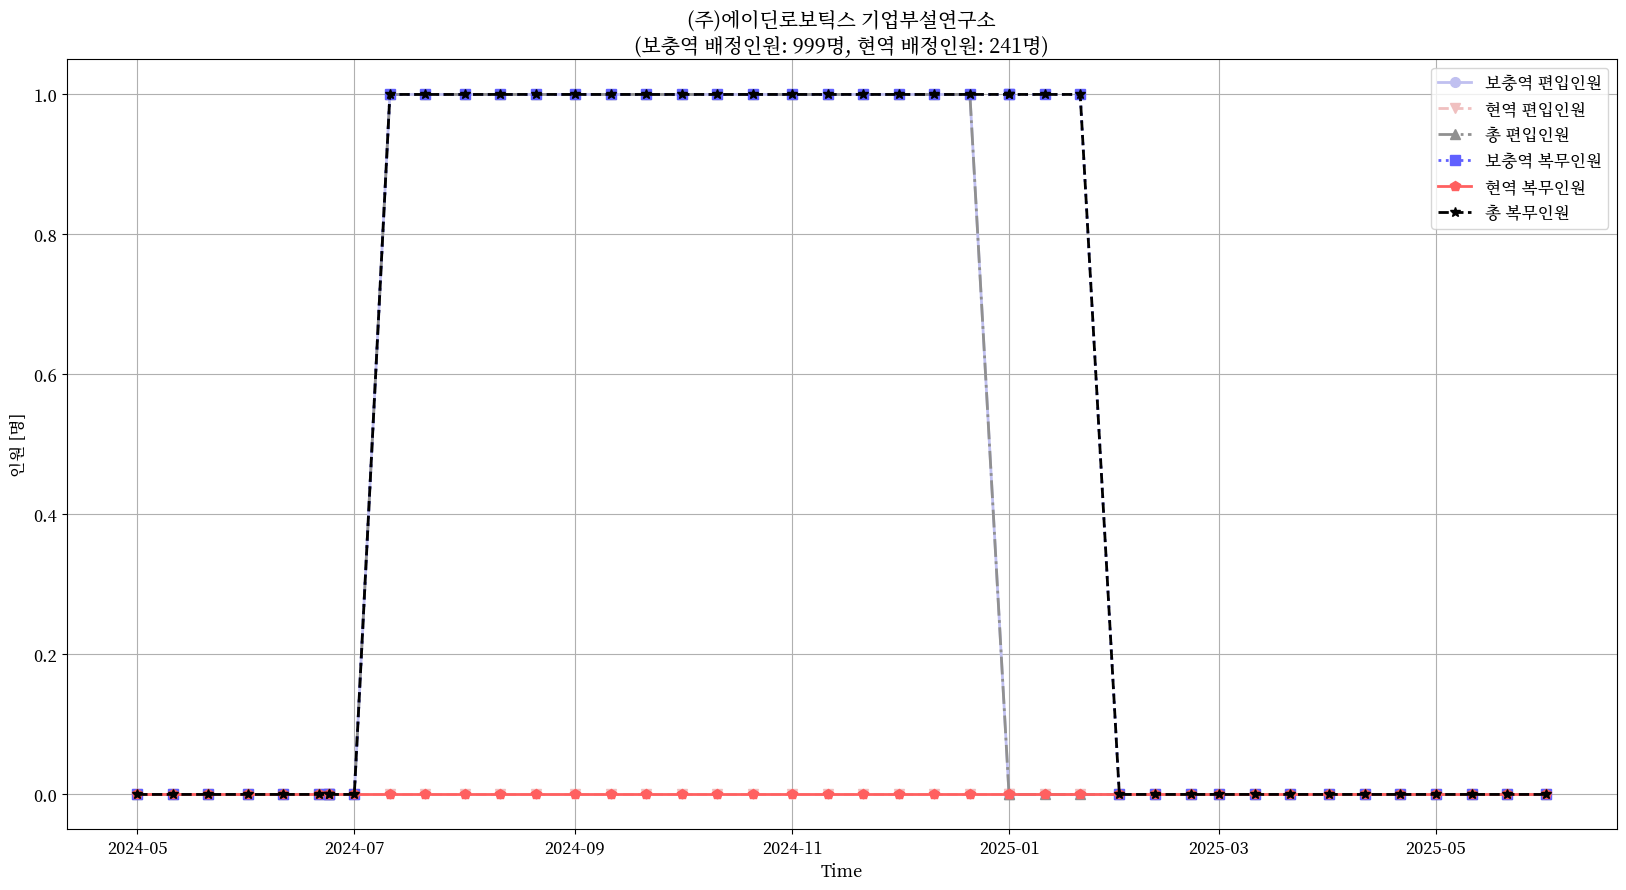 (주)에이딘로보틱스 기업부설연구소
(보충역 배정인원: 999명, 현역 배정인원: 241명)
보충역 편입인원
현역 편입인원
총 편입인원
보충역 복무인원
현역 복무인원
총 복무인원
인원 [명]
1.0
0.8
0.6
0.4
0.2
0.0
2024-05 2024-07 2024-09 2024-11 2025-01 2025-03 2025-05
Time